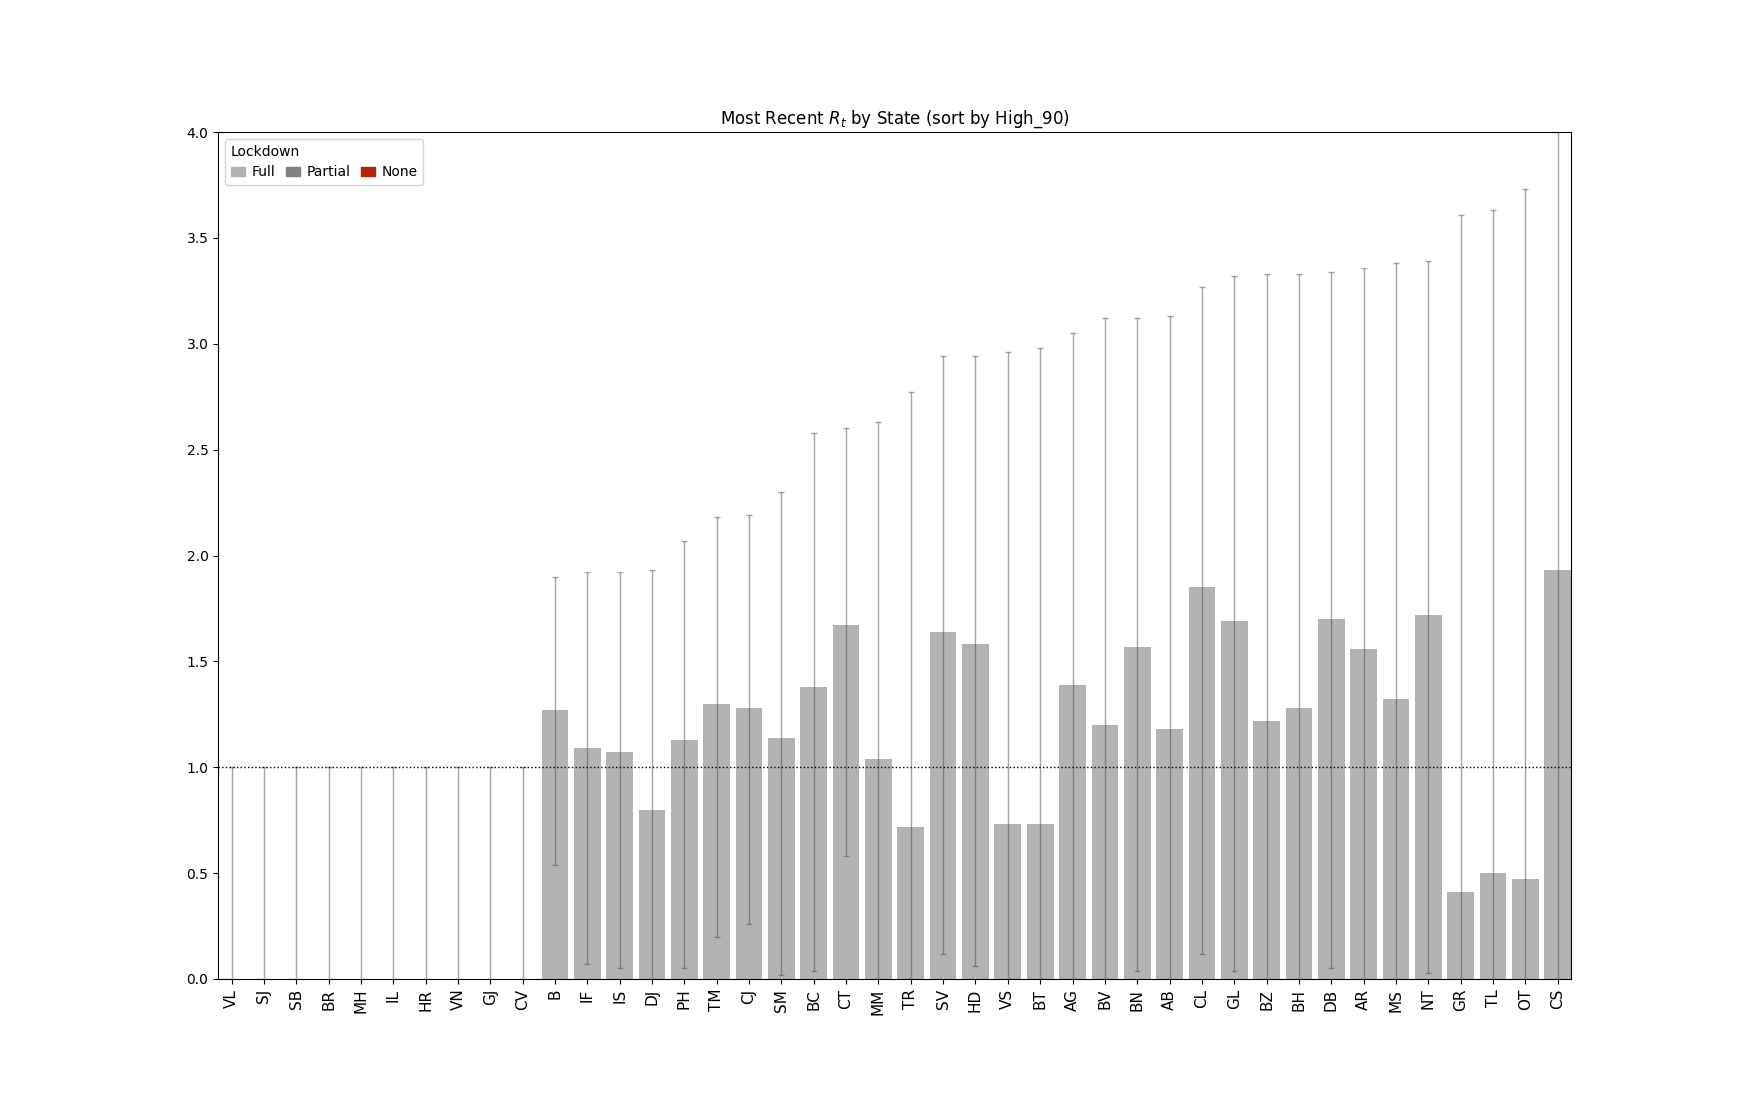 Most Recent R_t by State (sort by High_90)
4.0
3.5
3.0
2.5
2.0
1.5
1.0
0.5
0.0
Lockdown
Full Partial None
VL SJ SB BR MH IL HR VN GJ CV B IF IS DJ PH TM CJ SM BC CT MM TR SV HD VS BT AG BV BN AB CL GL BZ BH DB AR MS NT GR TL OT CS